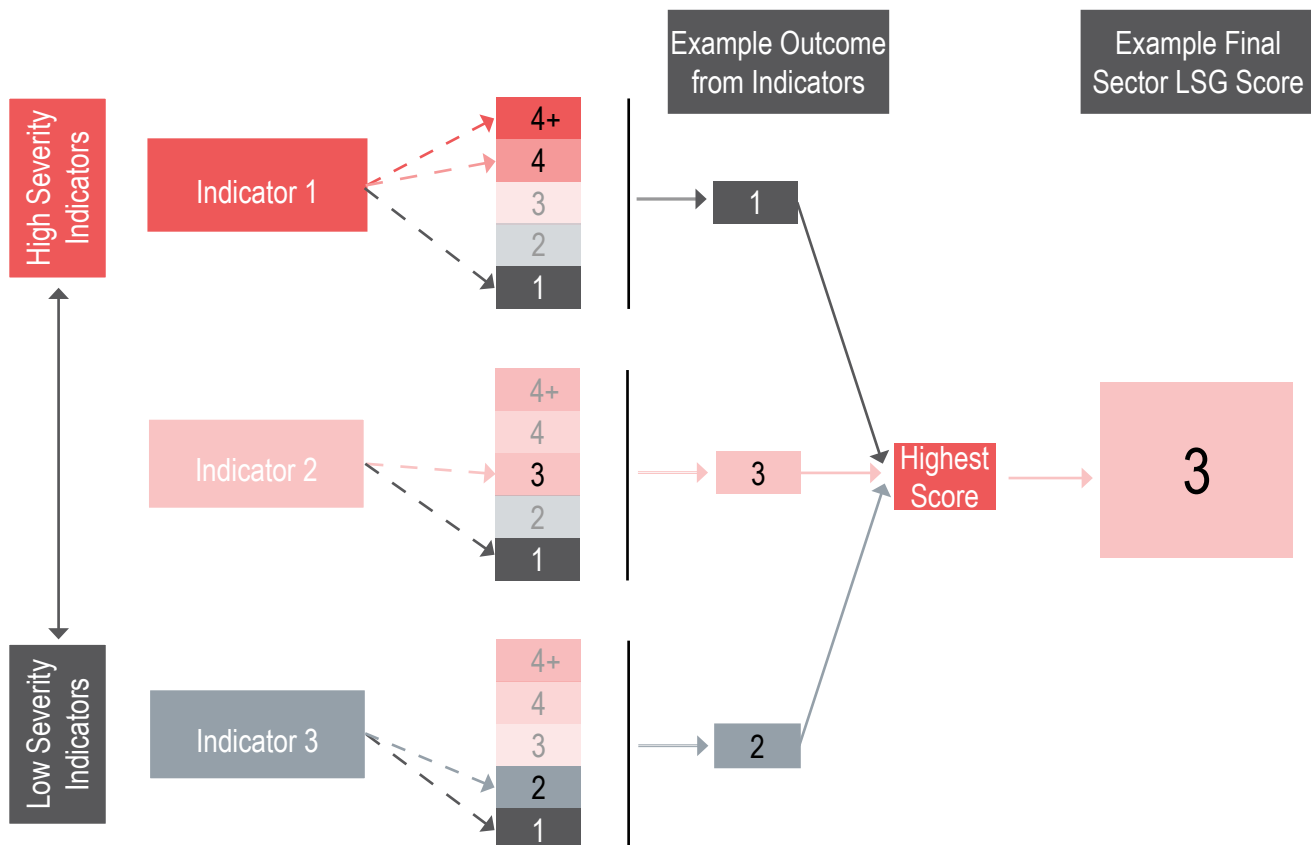 Example Outcome
from Indicators
Example Final
Sector LSG Score
High Severity
Indicators
Indicator 1
4+
4
3
2
1
1
Indicator 2
4+
4
3
2
1
3
Highest
Score
3
Low Severity
Indicators
Indicator 3
4+
4
3
2
1
2